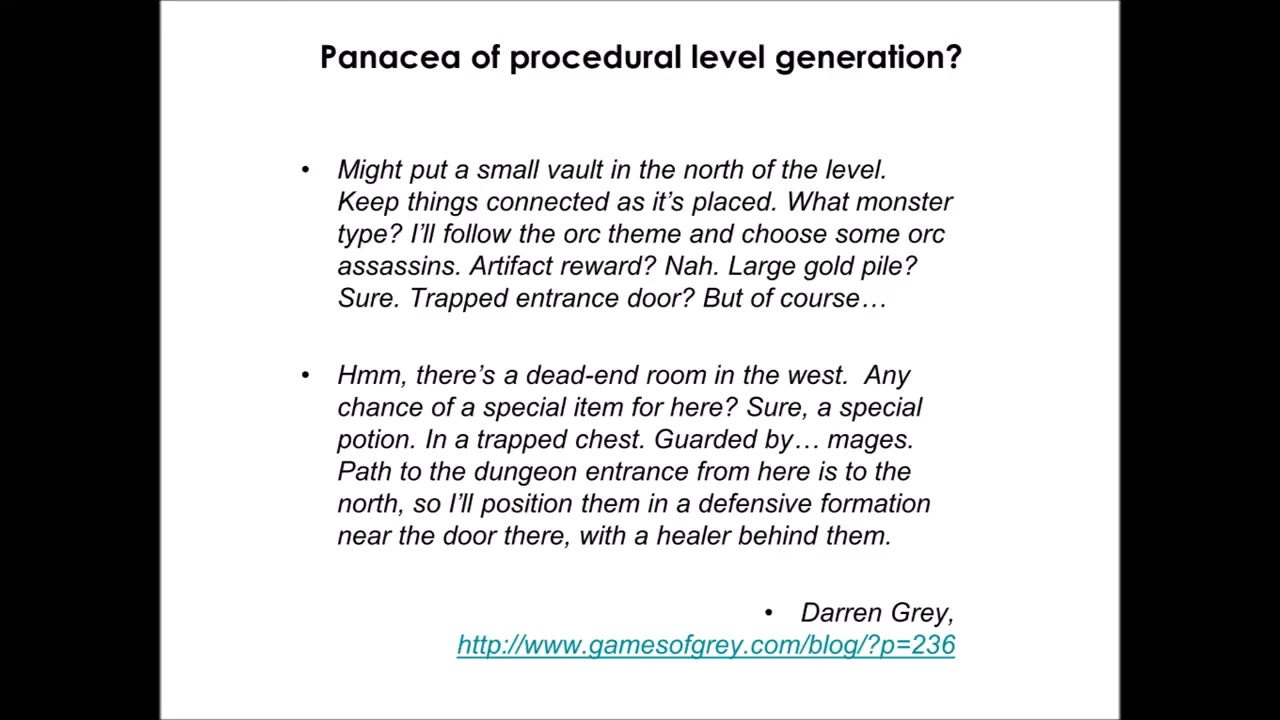 Panacea of procedural level generation?
• Might put a small vault in the north of the level.
Keep things connected as it’s placed. What monster
type? I’ll follow the orc theme and choose some orc
assassins. Artifact reward? Nah. Large gold pile?
Sure. Trapped entrance door? But of course…
• Hmm, there’s a dead-end room in the west.  Any
chance of a special item for here? Sure, a special
potion. In a trapped chest. Guarded by… mages.
Path to the dungeon entrance from here is to the
north, so I’ll position them in a defensive formation
near the door there, with a healer behind them.
• Darren Grey,
http://www.gamesofgrey.com/blog/?p=236